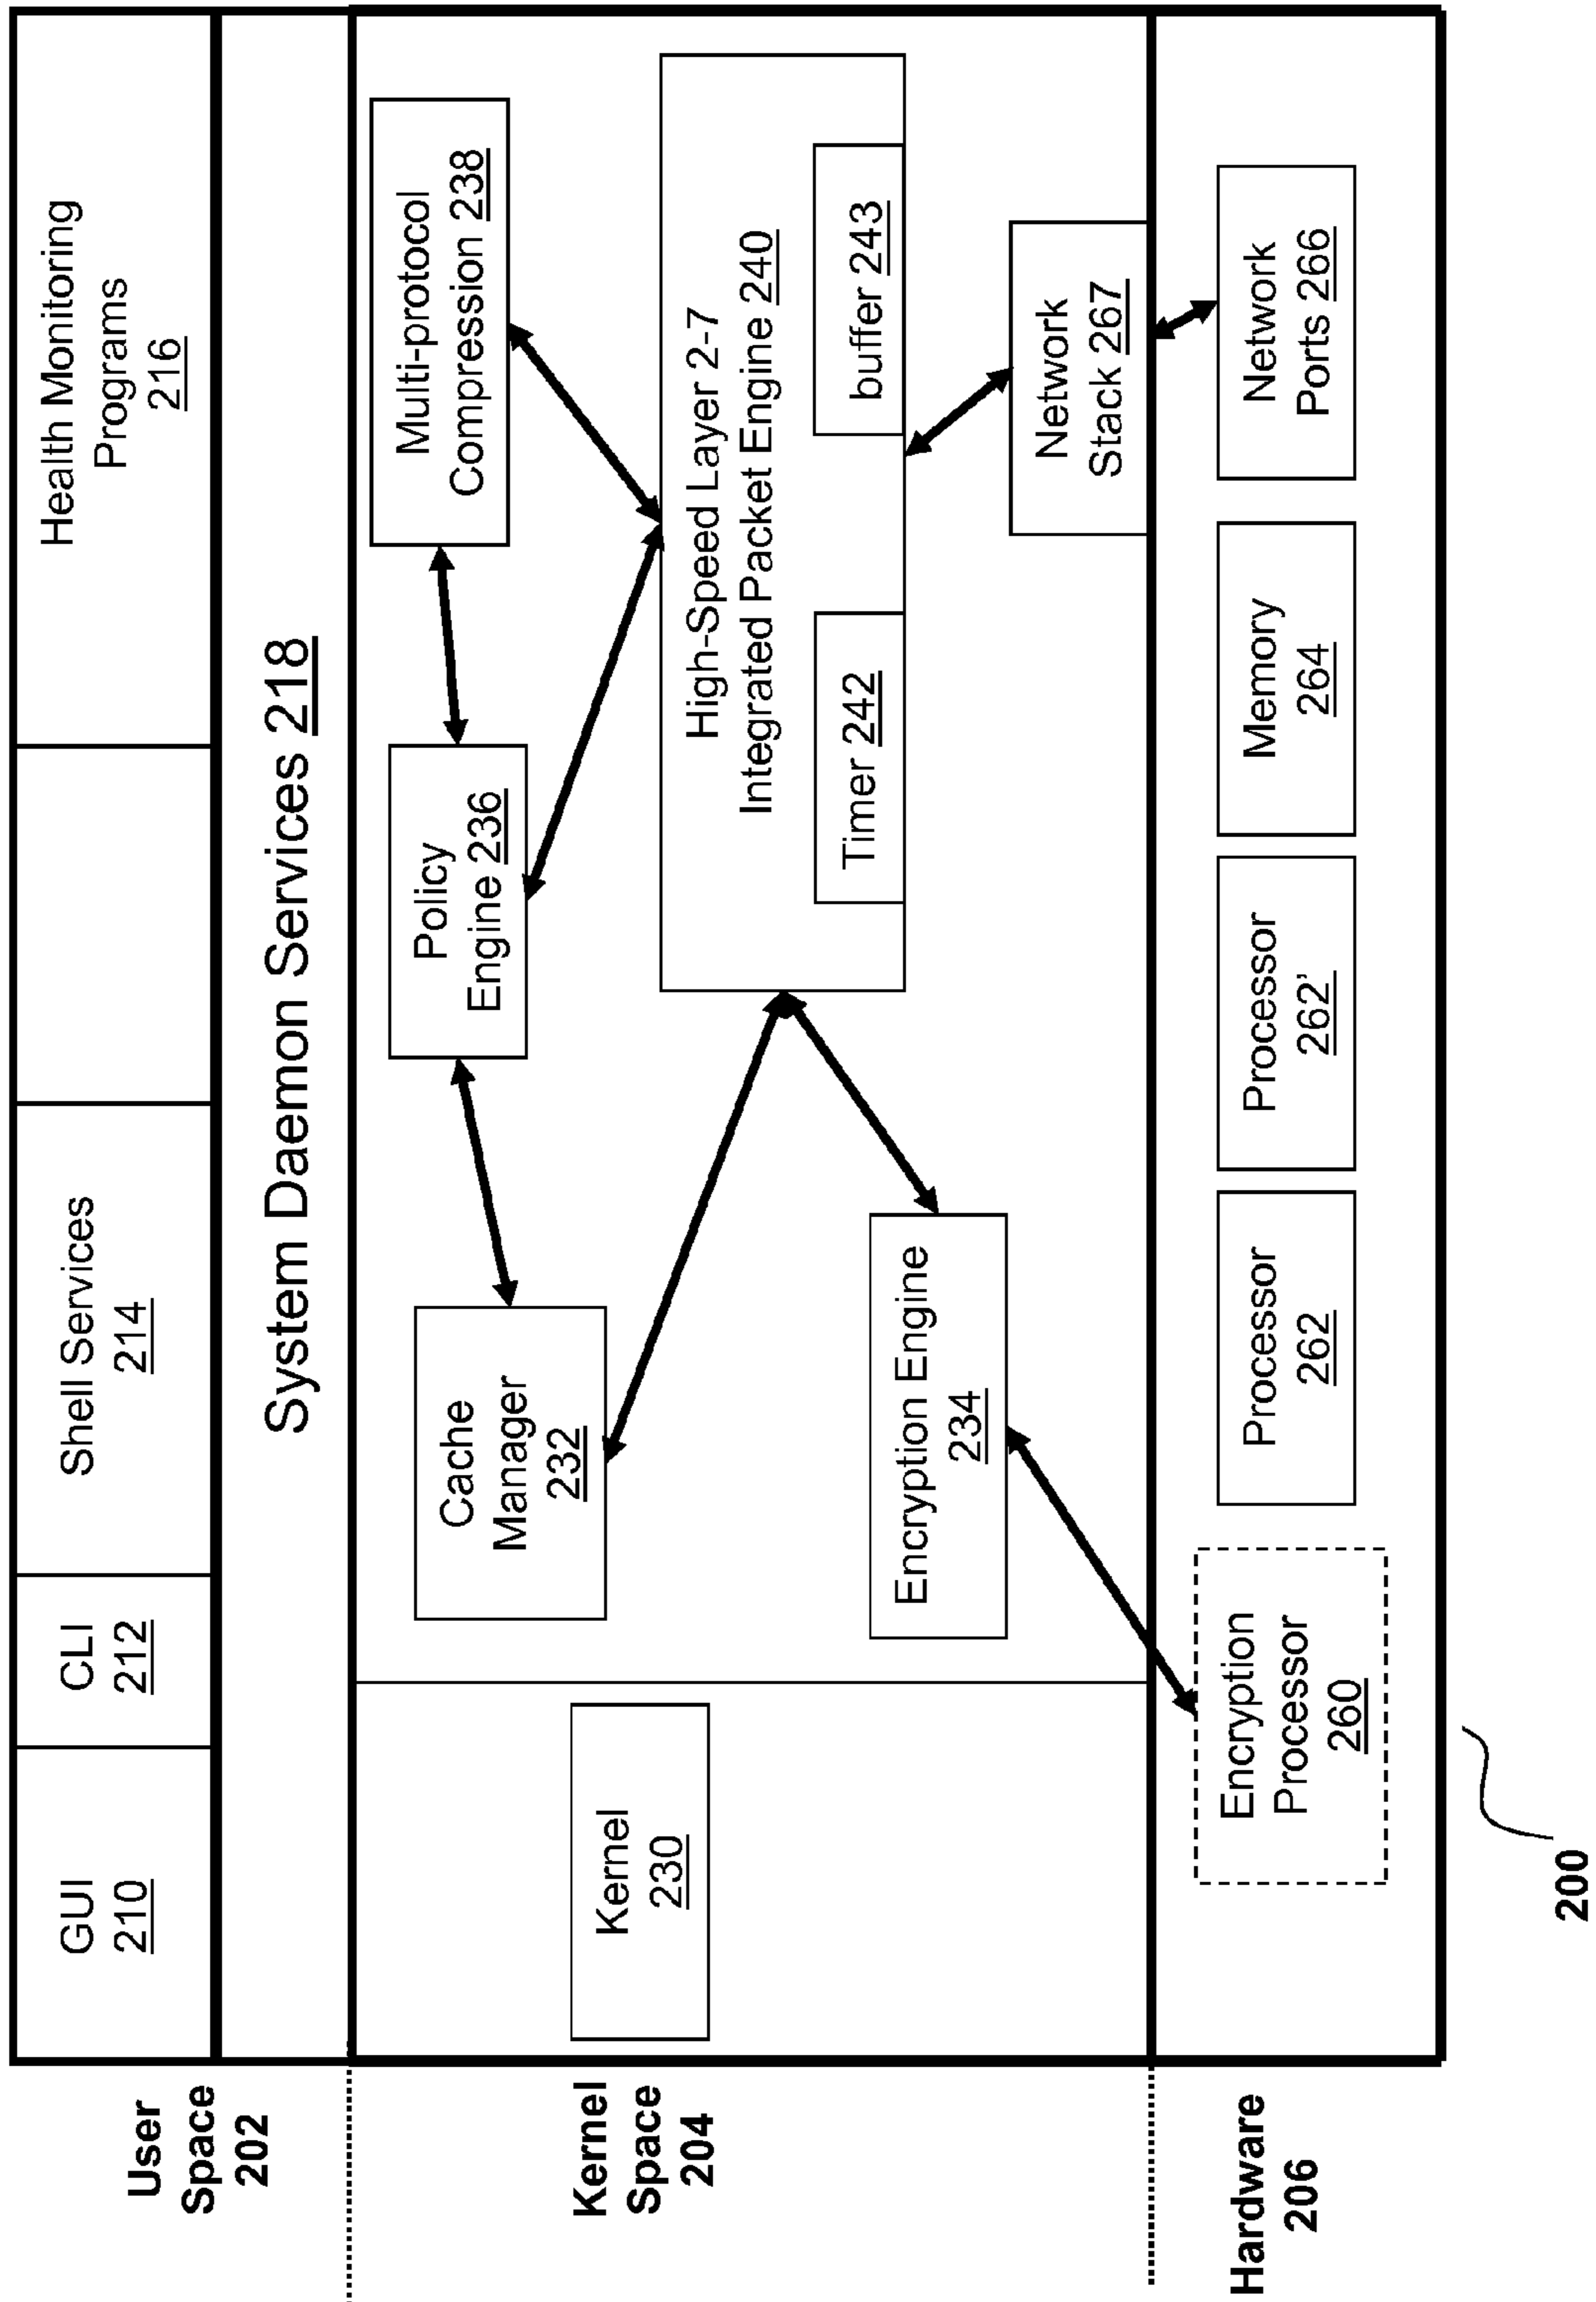 User
Space
202
GUI
210
CLI
212
Shell Services
214
Health Monitoring
Programs
216
System Daemon Services 218
Kernel
Space
204
Kernel
230
Cache
Manager
232
Policy
Engine 236
Multi-protocol
Compression 238
High-Speed Layer 2-7
Integrated Packet Engine 240
Timer 242
buffer 243
Encryption Engine
234
Network
Stack 267
Hardware
206
Encryption
Processor
260
Processor
262
Processor
262’
Memory
264
Network
Ports 266
200